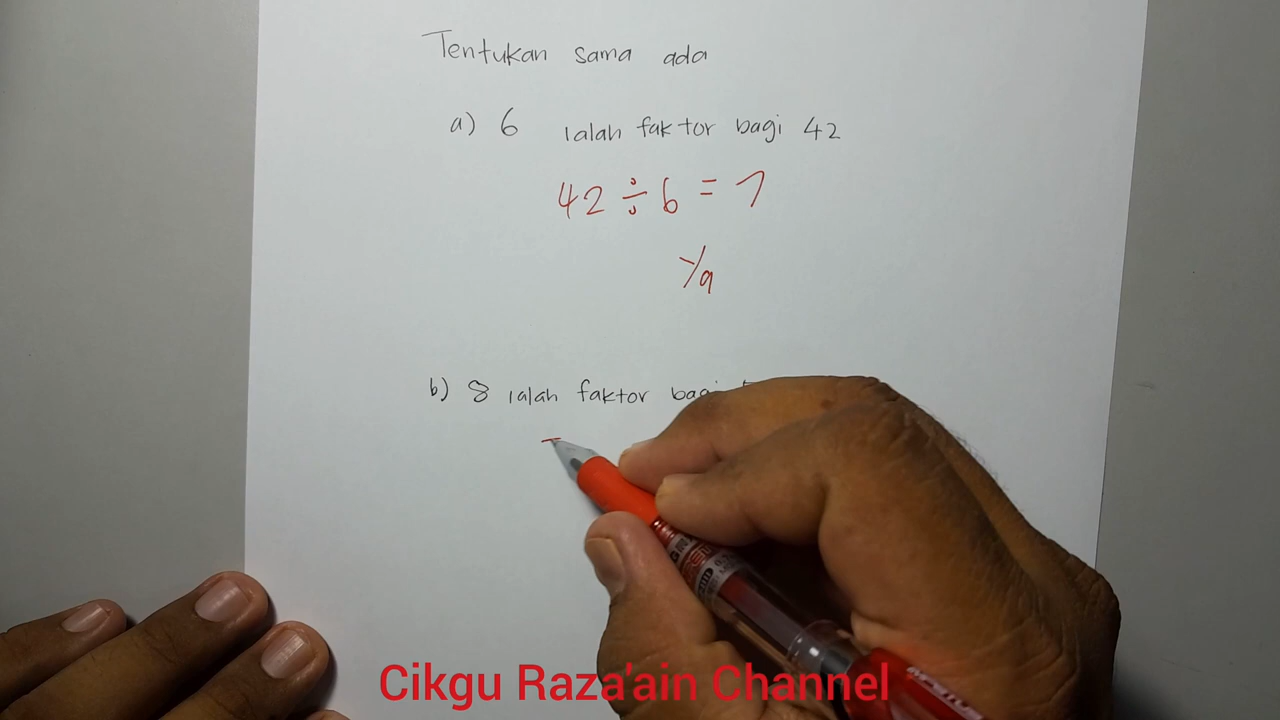 Tentukan sama ada
a) 6 ialah faktor bagi 42
42 ÷ 6 = 7
Ya
b) 8 ialah faktor bagi
Cikgu Raza'ain Channel